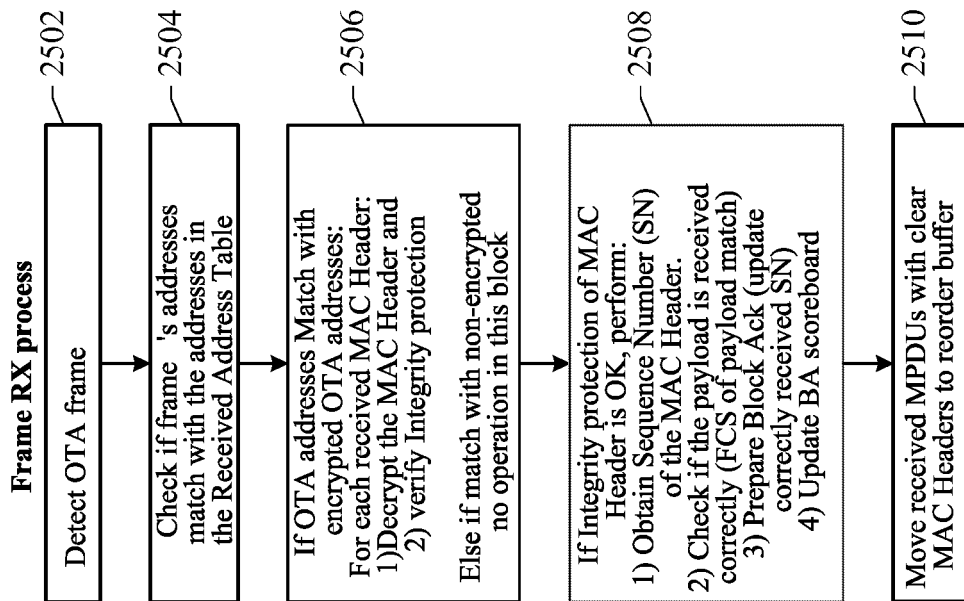 Frame RX process
Detect OTA frame
2502
Check if frame 's addresses
match with the addresses in
the Received Address Table
2504
If OTA addresses Match with
encrypted OTA addresses:
For each received MAC Header:
1)Decrypt the MAC Header and
2) verify Integrity protection
Else if match with non-encrypted
no operation in this block
2506
If Integrity protection of MAC
Header is OK, perform:
1) Obtain Sequence Number (SN)
of the MAC Header.
2) Check if the payload is received
correctly (FCS of payload match)
3) Prepare Block Ack (update
correctly received SN)
4) Update BA scoreboard
2508
Move received MPDUs with clear
MAC Headers to reorder buffer
2510